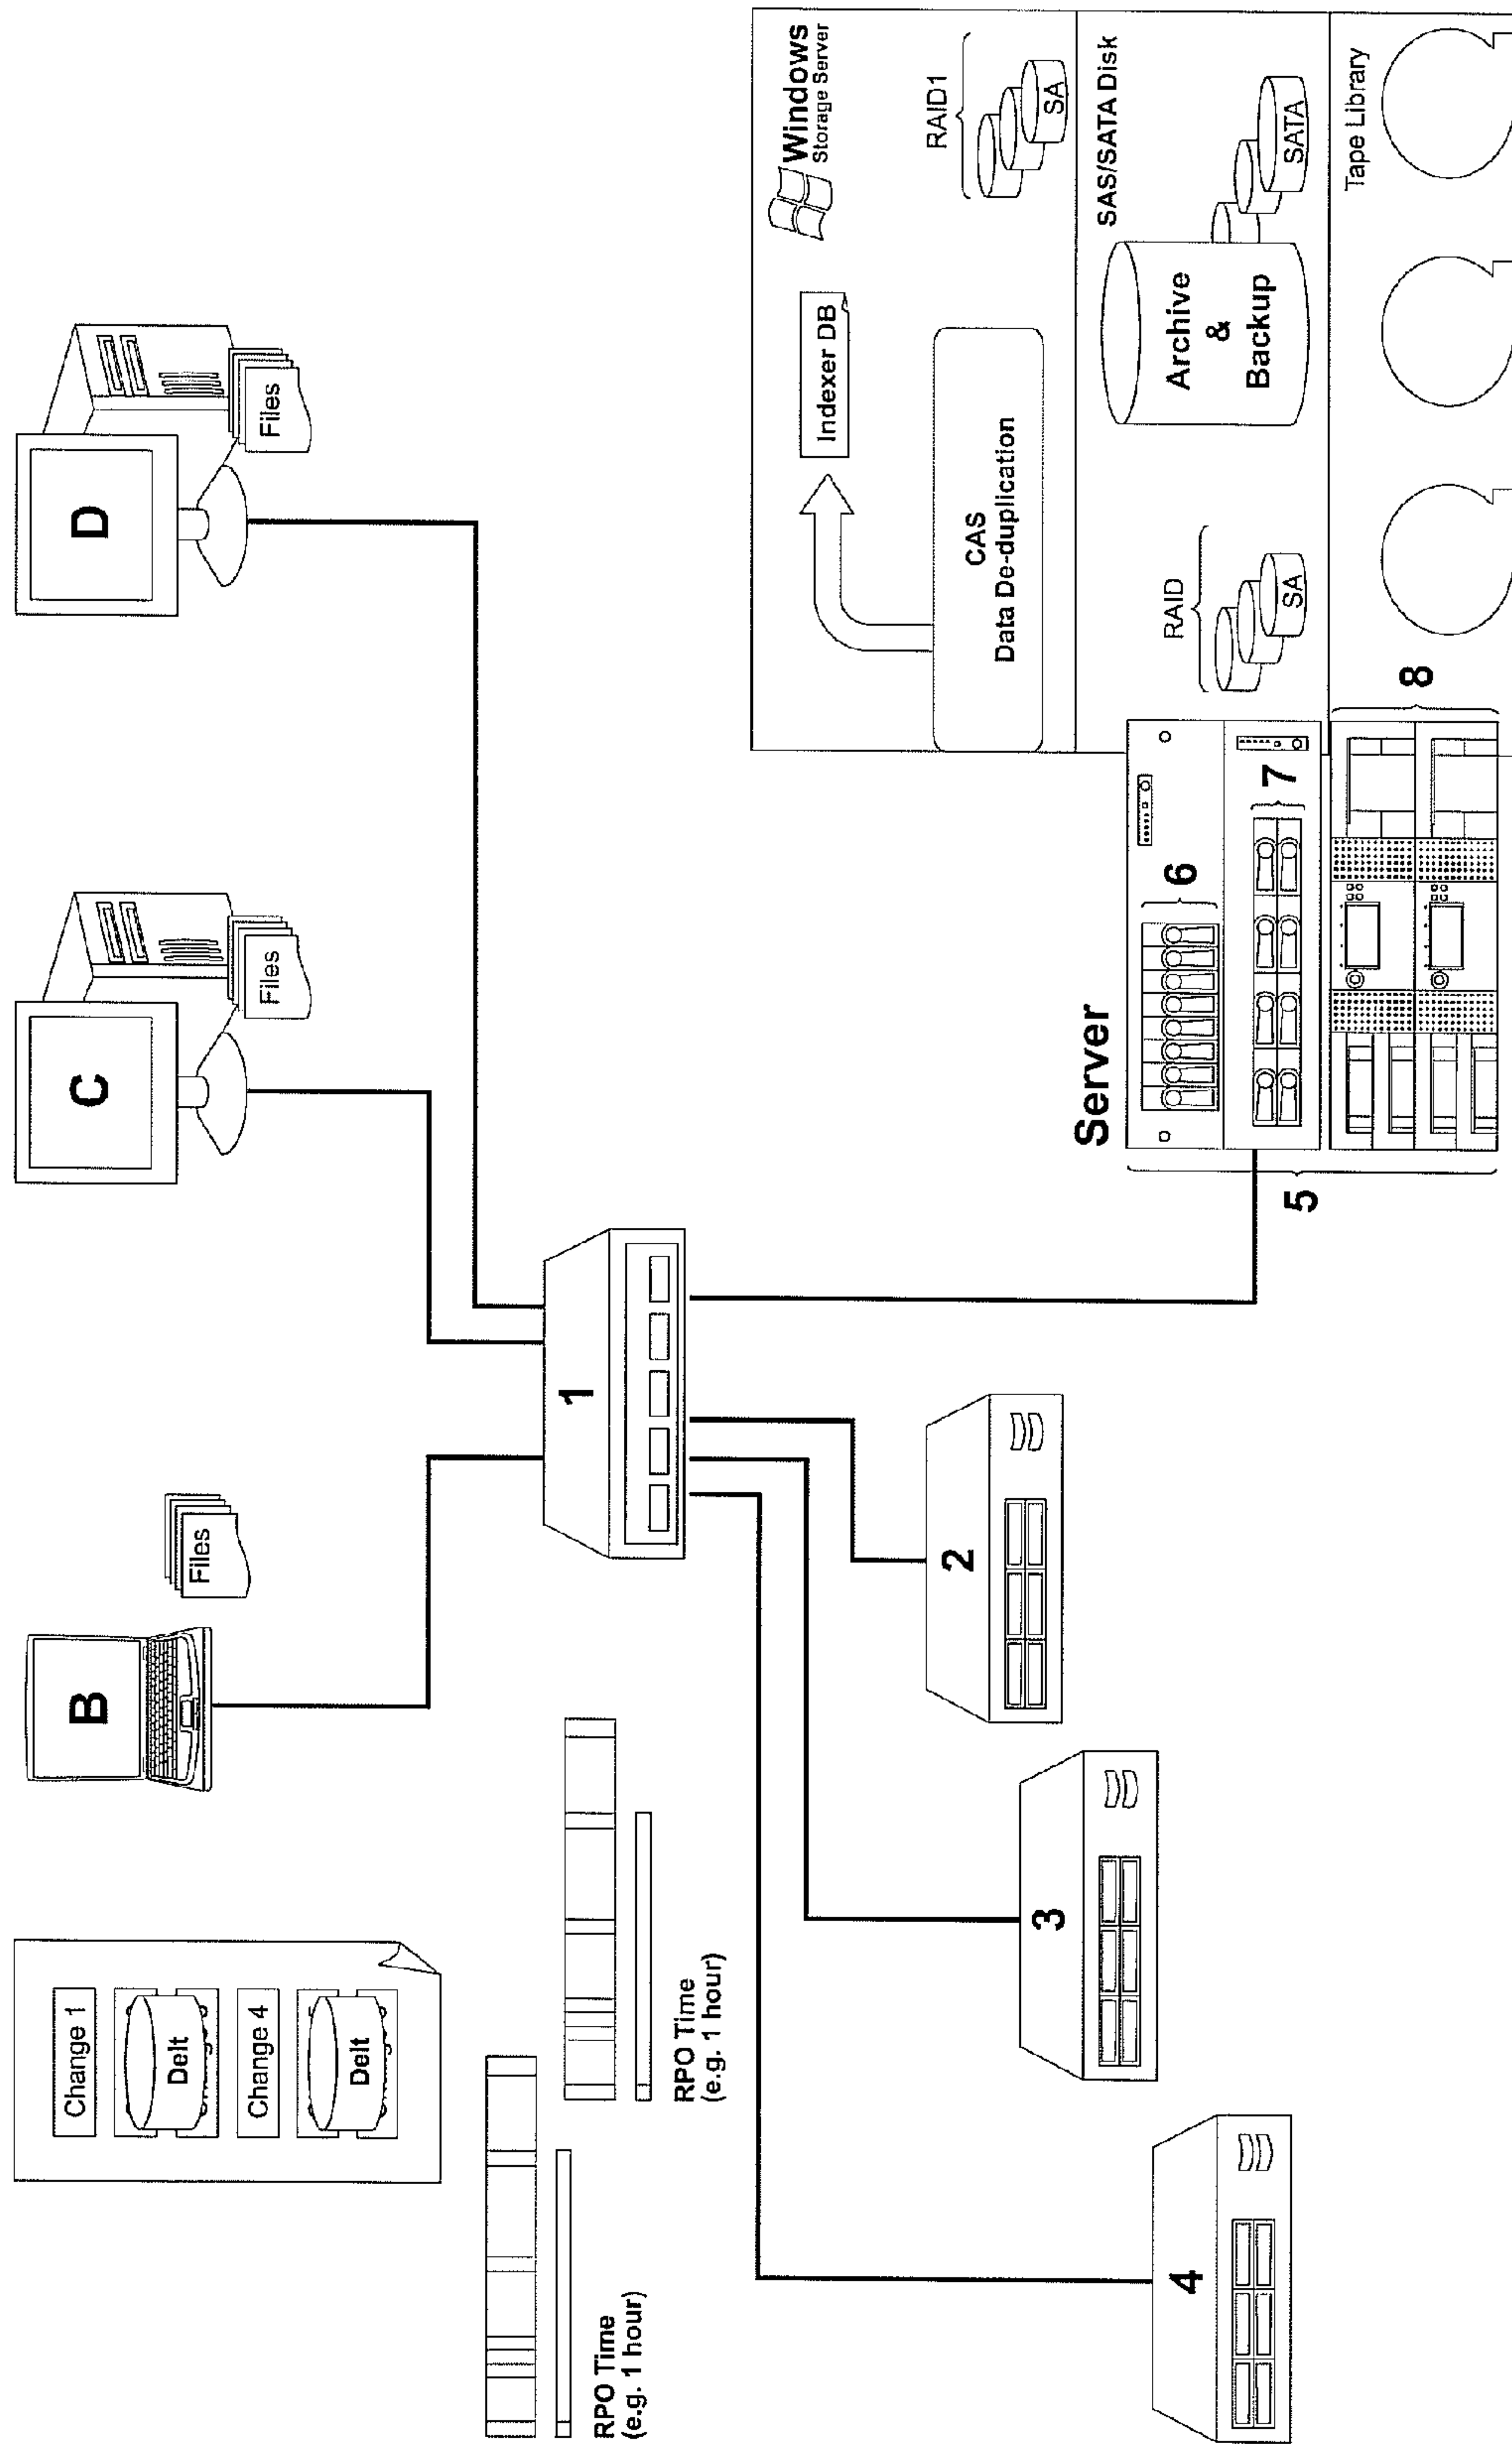 Change 1
Delt
Change 4
Delt
RPO Time
(e.g. 1 hour)
RPO Time
(e.g. 1 hour)
B
Files
C
Files
D
Files
1
2
3
4
Server
5
6
7
8
Windows
Storage Server
Indexer DB
RAID1
SA
CAS
Data De-duplication
SAS/SATA Disk
RAID
SA
Archive
&
Backup
SATA
Tape Library